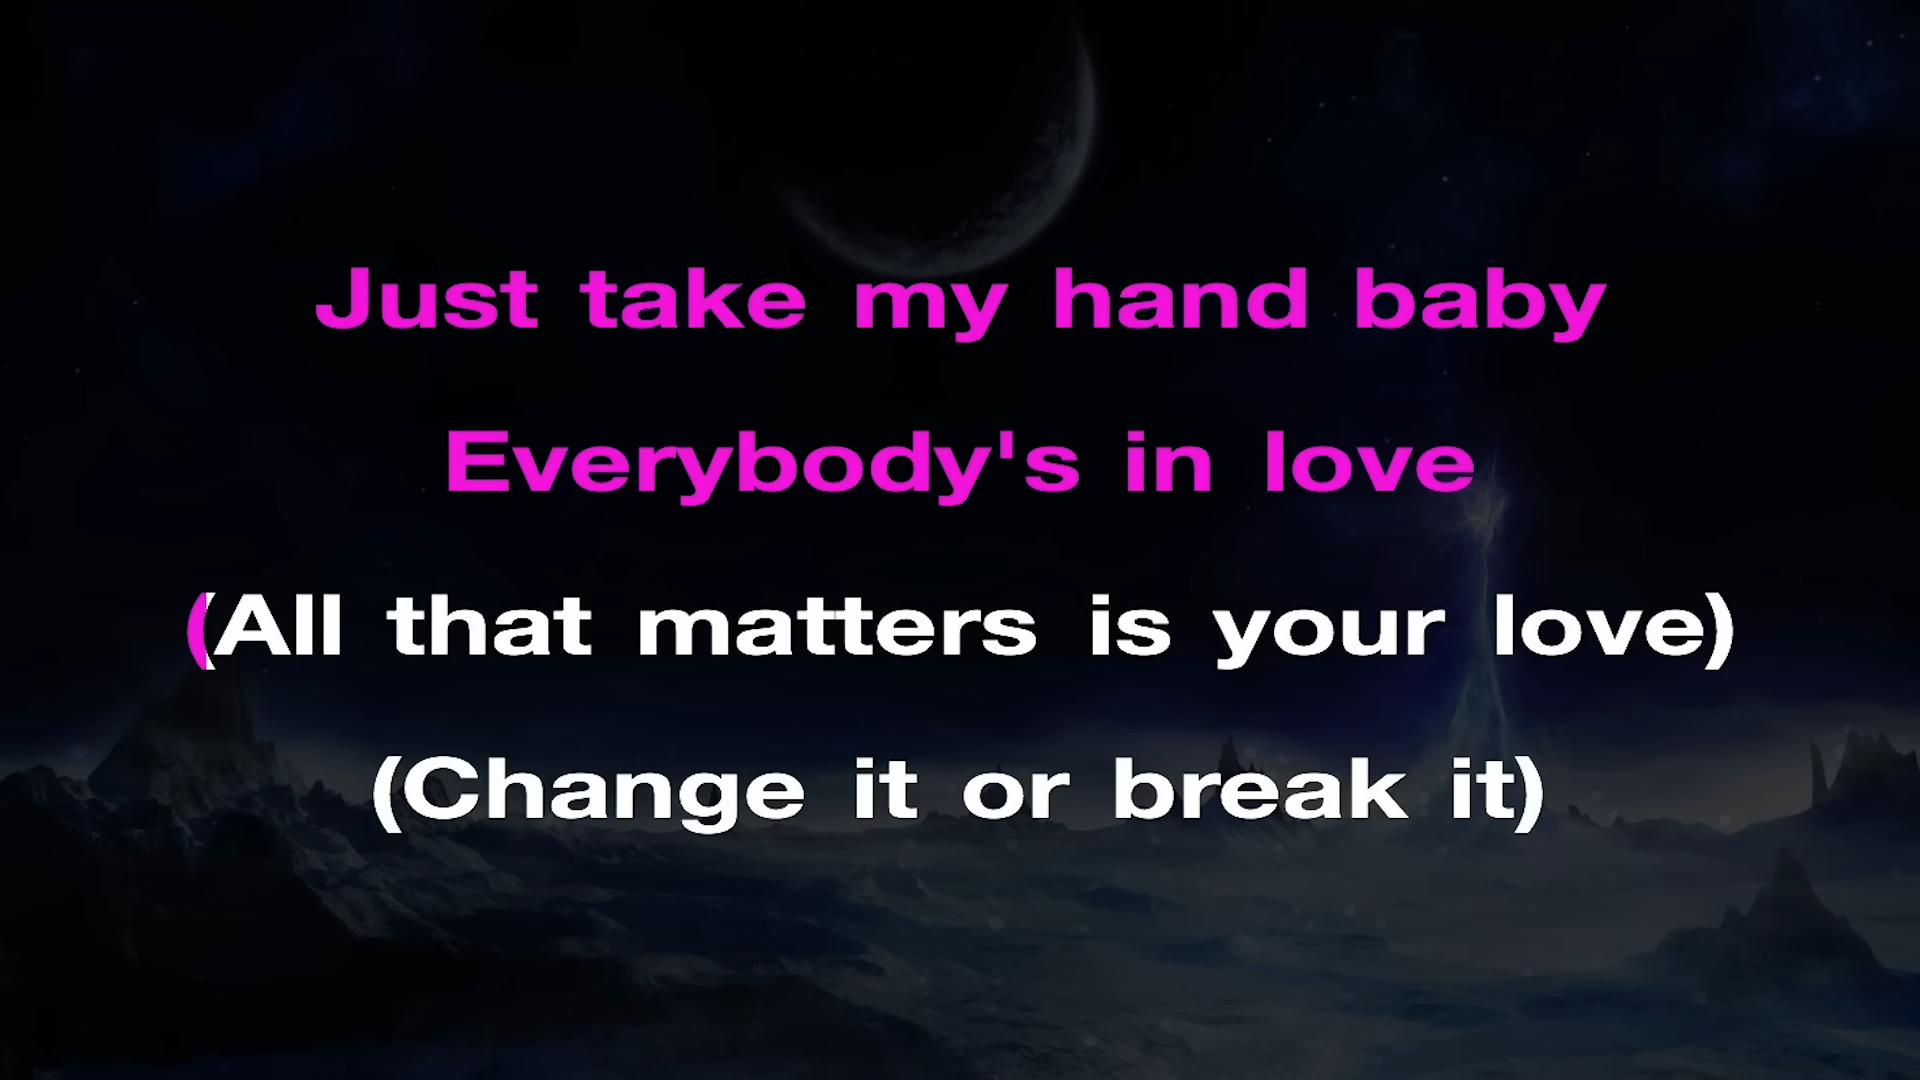 Just take my hand baby
Everybody's in love
(All that matters is your love)
(Change it or break it)